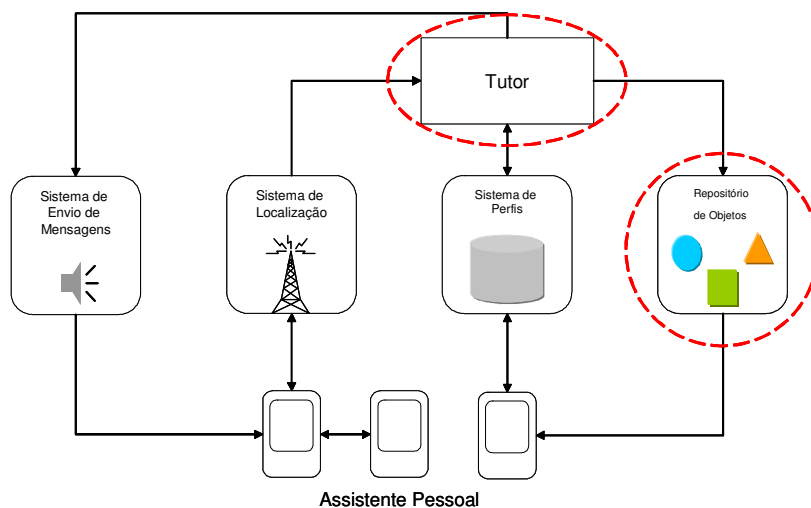 Tutor
Sistema de
Envio de
Mensagens
Sistema de
Localização
Sistema de
Perfis
Repositório
de Objetos
Assistente Pessoal